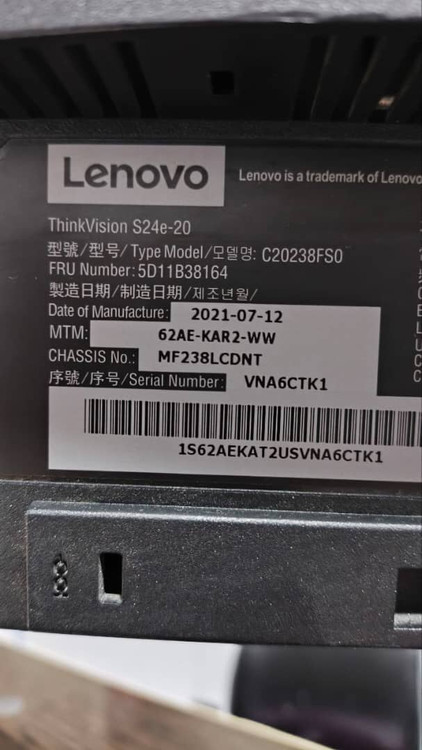 Lenovo
Lenovo is a trademark of Lenovo
ThinkVision S24e-20
型號/型号/ Type Model/모델명: C20238FS0
FRU Number: 5D11B38164
製造日期/制造日期/제조년월/
Date of Manufacture: 2021-07-12
MTM: 62AE-KAR2-WW
CHASSIS No.: MF238LCDNT
序號/序号/Serial Number: VNA6CTK1
1S62AEKAT2USVNA6CTK1